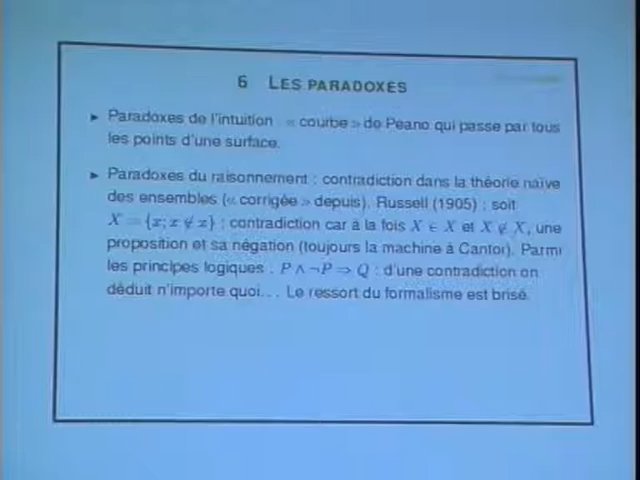 6 LES PARADOXES
▸ Paradoxes de l'intuition « courbe » de Peano qui passe par tous
les points d'une surface.
▸ Paradoxes du raisonnement : contradiction dans la théorie naïve
des ensembles (« corrigée » depuis). Russell (1905) : soit
X = {x; x ∉ x} : contradiction car à la fois X ∈ X et X ∉ X, une
proposition et sa négation (toujours la machine à Cantor). Parmi
les principes logiques : P ∧ ¬P ⇒ Q : d'une contradiction on
déduit n'importe quoi... Le ressort du formalisme est brisé.